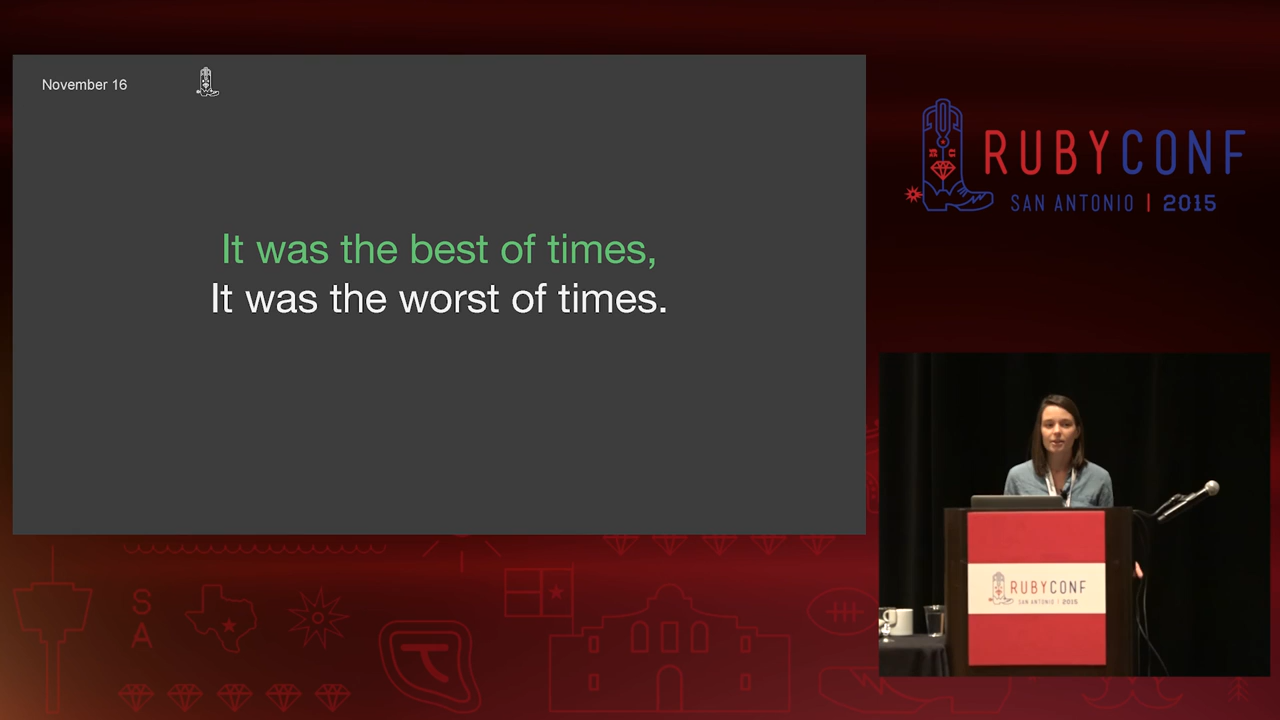 November 16
It was the best of times,
It was the worst of times.
RUBYCONF
SAN ANTONIO | 2015
RUBYCONF
SAN ANTONIO | 2015
S
A